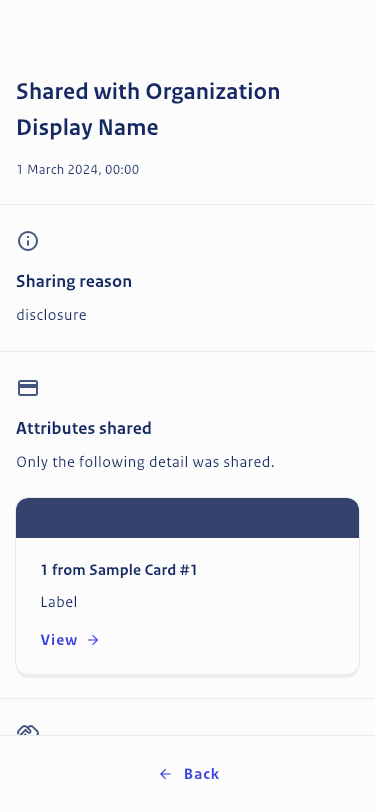 Shared with Organization
Display Name
1 March 2024, 00:00
Sharing reason
disclosure
Attributes shared
Only the following detail was shared.
1 from Sample Card #1
Label
View
Back